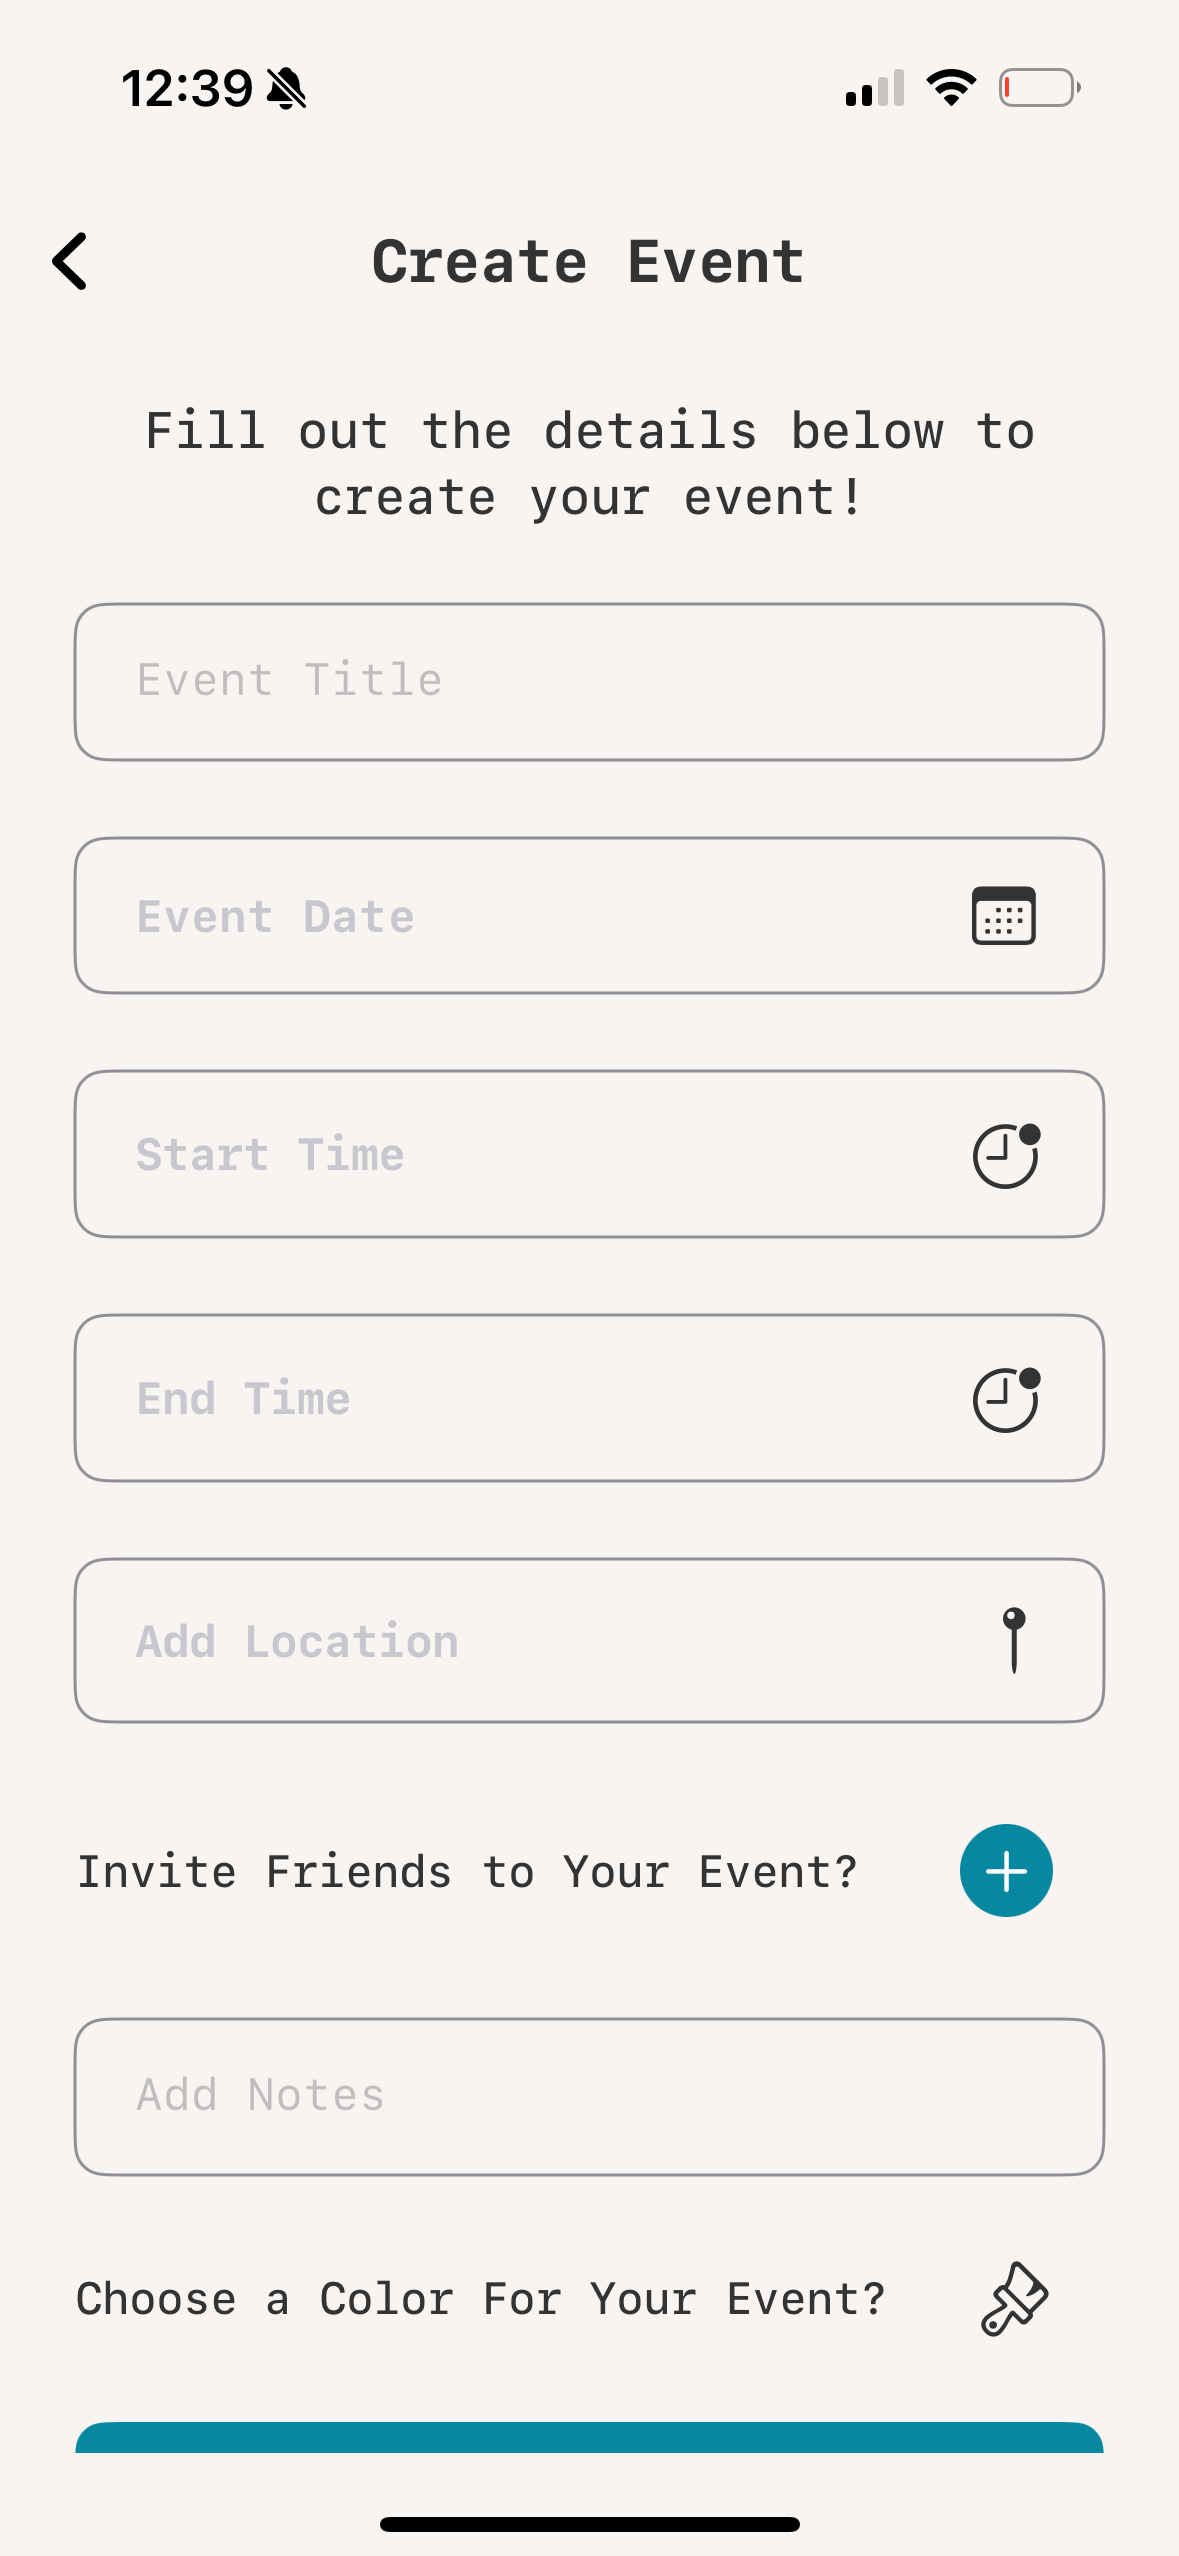 12:39
Create Event
Fill out the details below to
create your event!
Event Title
Event Date
Start Time
End Time
Add Location
Invite Friends to Your Event?
Add Notes
Choose a Color For Your Event?